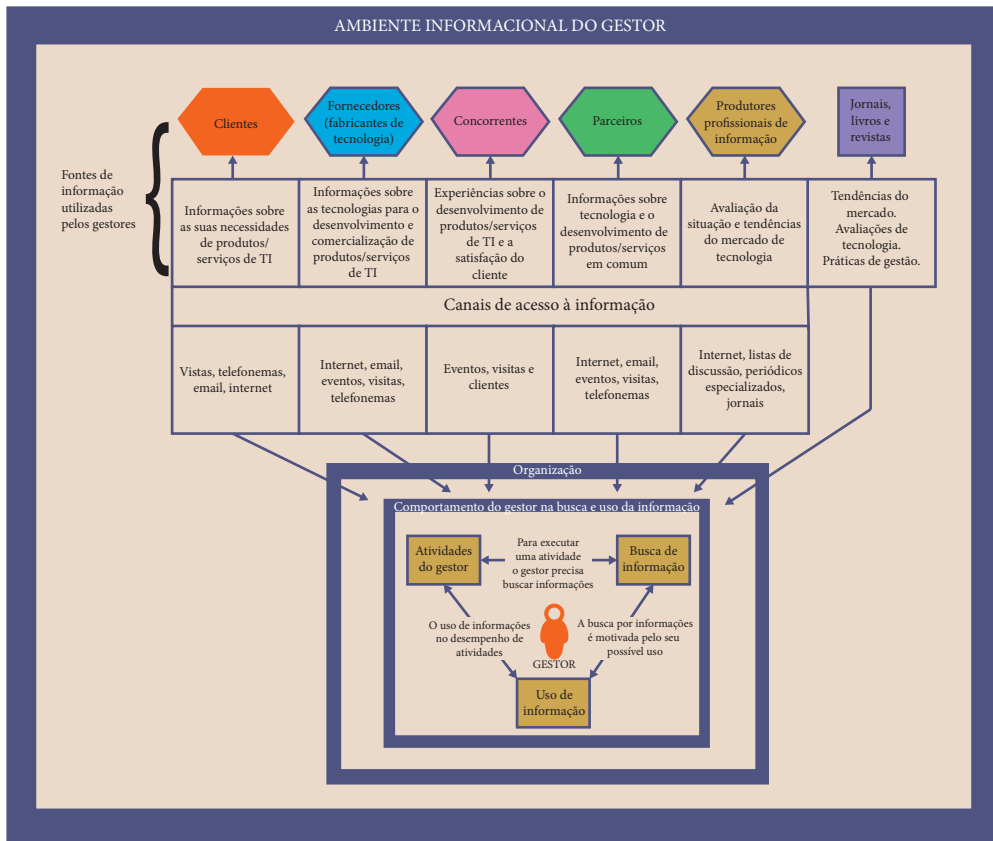 AMBIENTE INFORMACIONAL DO GESTOR
Clientes
Fornecedores
(fabricantes de
tecnologia)
Concorrentes
Parceiros
Produtores
profissionais de
informação
Jornais,
livros e
revistas
Fontes de
informação
utilizadas
pelos gestores
Informações sobre
as suas necessidades
de produtos/
serviços de TI
Informações sobre
as tecnologias para o
desenvolvimento e
comercialização de
produtos/serviços
de TI
Experiências sobre o
desenvolvimento de
produtos/serviços
de TI e a
satisfação do
cliente
Informações sobre
tecnologia e o
desenvolvimento de
produtos/serviços
em comum
Avaliação da
situação e tendências
do mercado de
tecnologia
Tendências do
mercado.
Avaliações de
tecnologia.
Práticas de gestão.
Canais de acesso à informação
Vistas, telefonemas,
email, internet
Internet, email,
eventos, visitas,
telefonemas
Eventos, visitas e
clientes
Internet, email,
eventos, visitas,
telefonemas
Internet, listas de
discussão, periódicos
especializados,
jornais
Organização
Comportamento do gestor na busca e uso da informação
Atividades
do gestor
Para executar
uma atividade
o gestor precisa
buscar informações
Busca de
informação
O uso de informações
no desempenho de
atividades
A busca por informações
é motivada pelo seu
possível uso
GESTOR
Uso de
informação